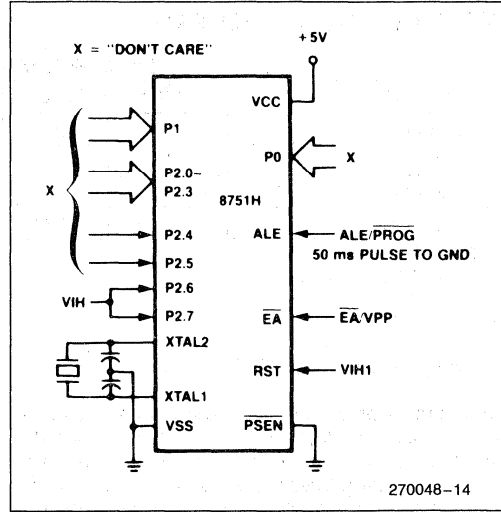 X = "DON'T CARE"
+5V
VCC
P1
P0
X
P2.0–
P2.3
8751H
X
P2.4
ALE
ALE/PROG
50 ms PULSE TO GND
P2.5
P2.6
VIH
P2.7
EA
EA/VPP
XTAL2
RST
VIH1
XTAL1
VSS
PSEN
270048–14